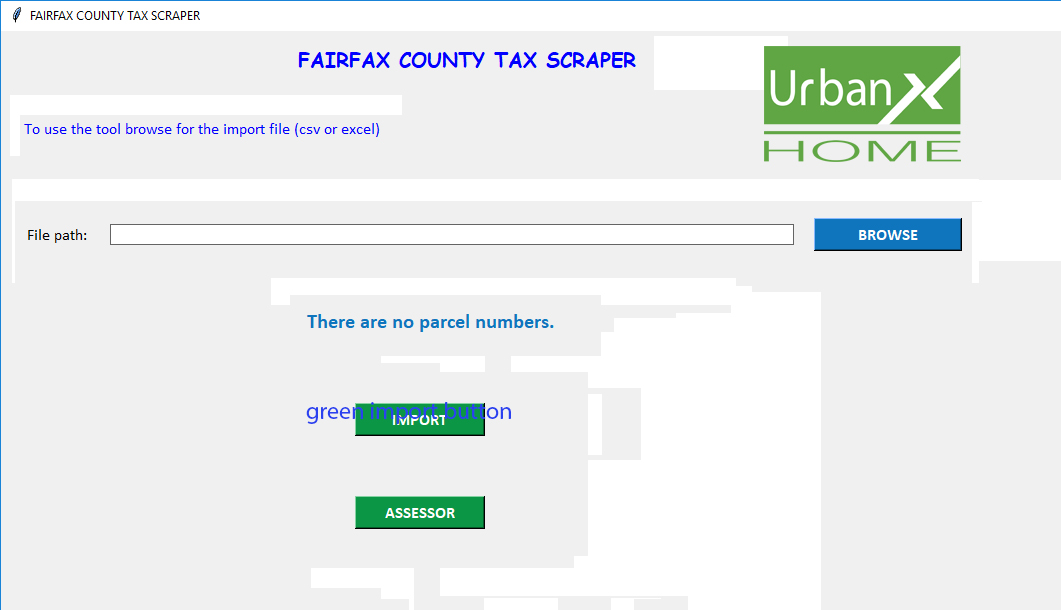 FAIRFAX COUNTY TAX SCRAPER
FAIRFAX COUNTY TAX SCRAPER
Urban X
HOME
To use the tool browse for the import file (csv or excel)
File path:
BROWSE
There are no parcel numbers.
green import button
IMPORT
ASSESSOR